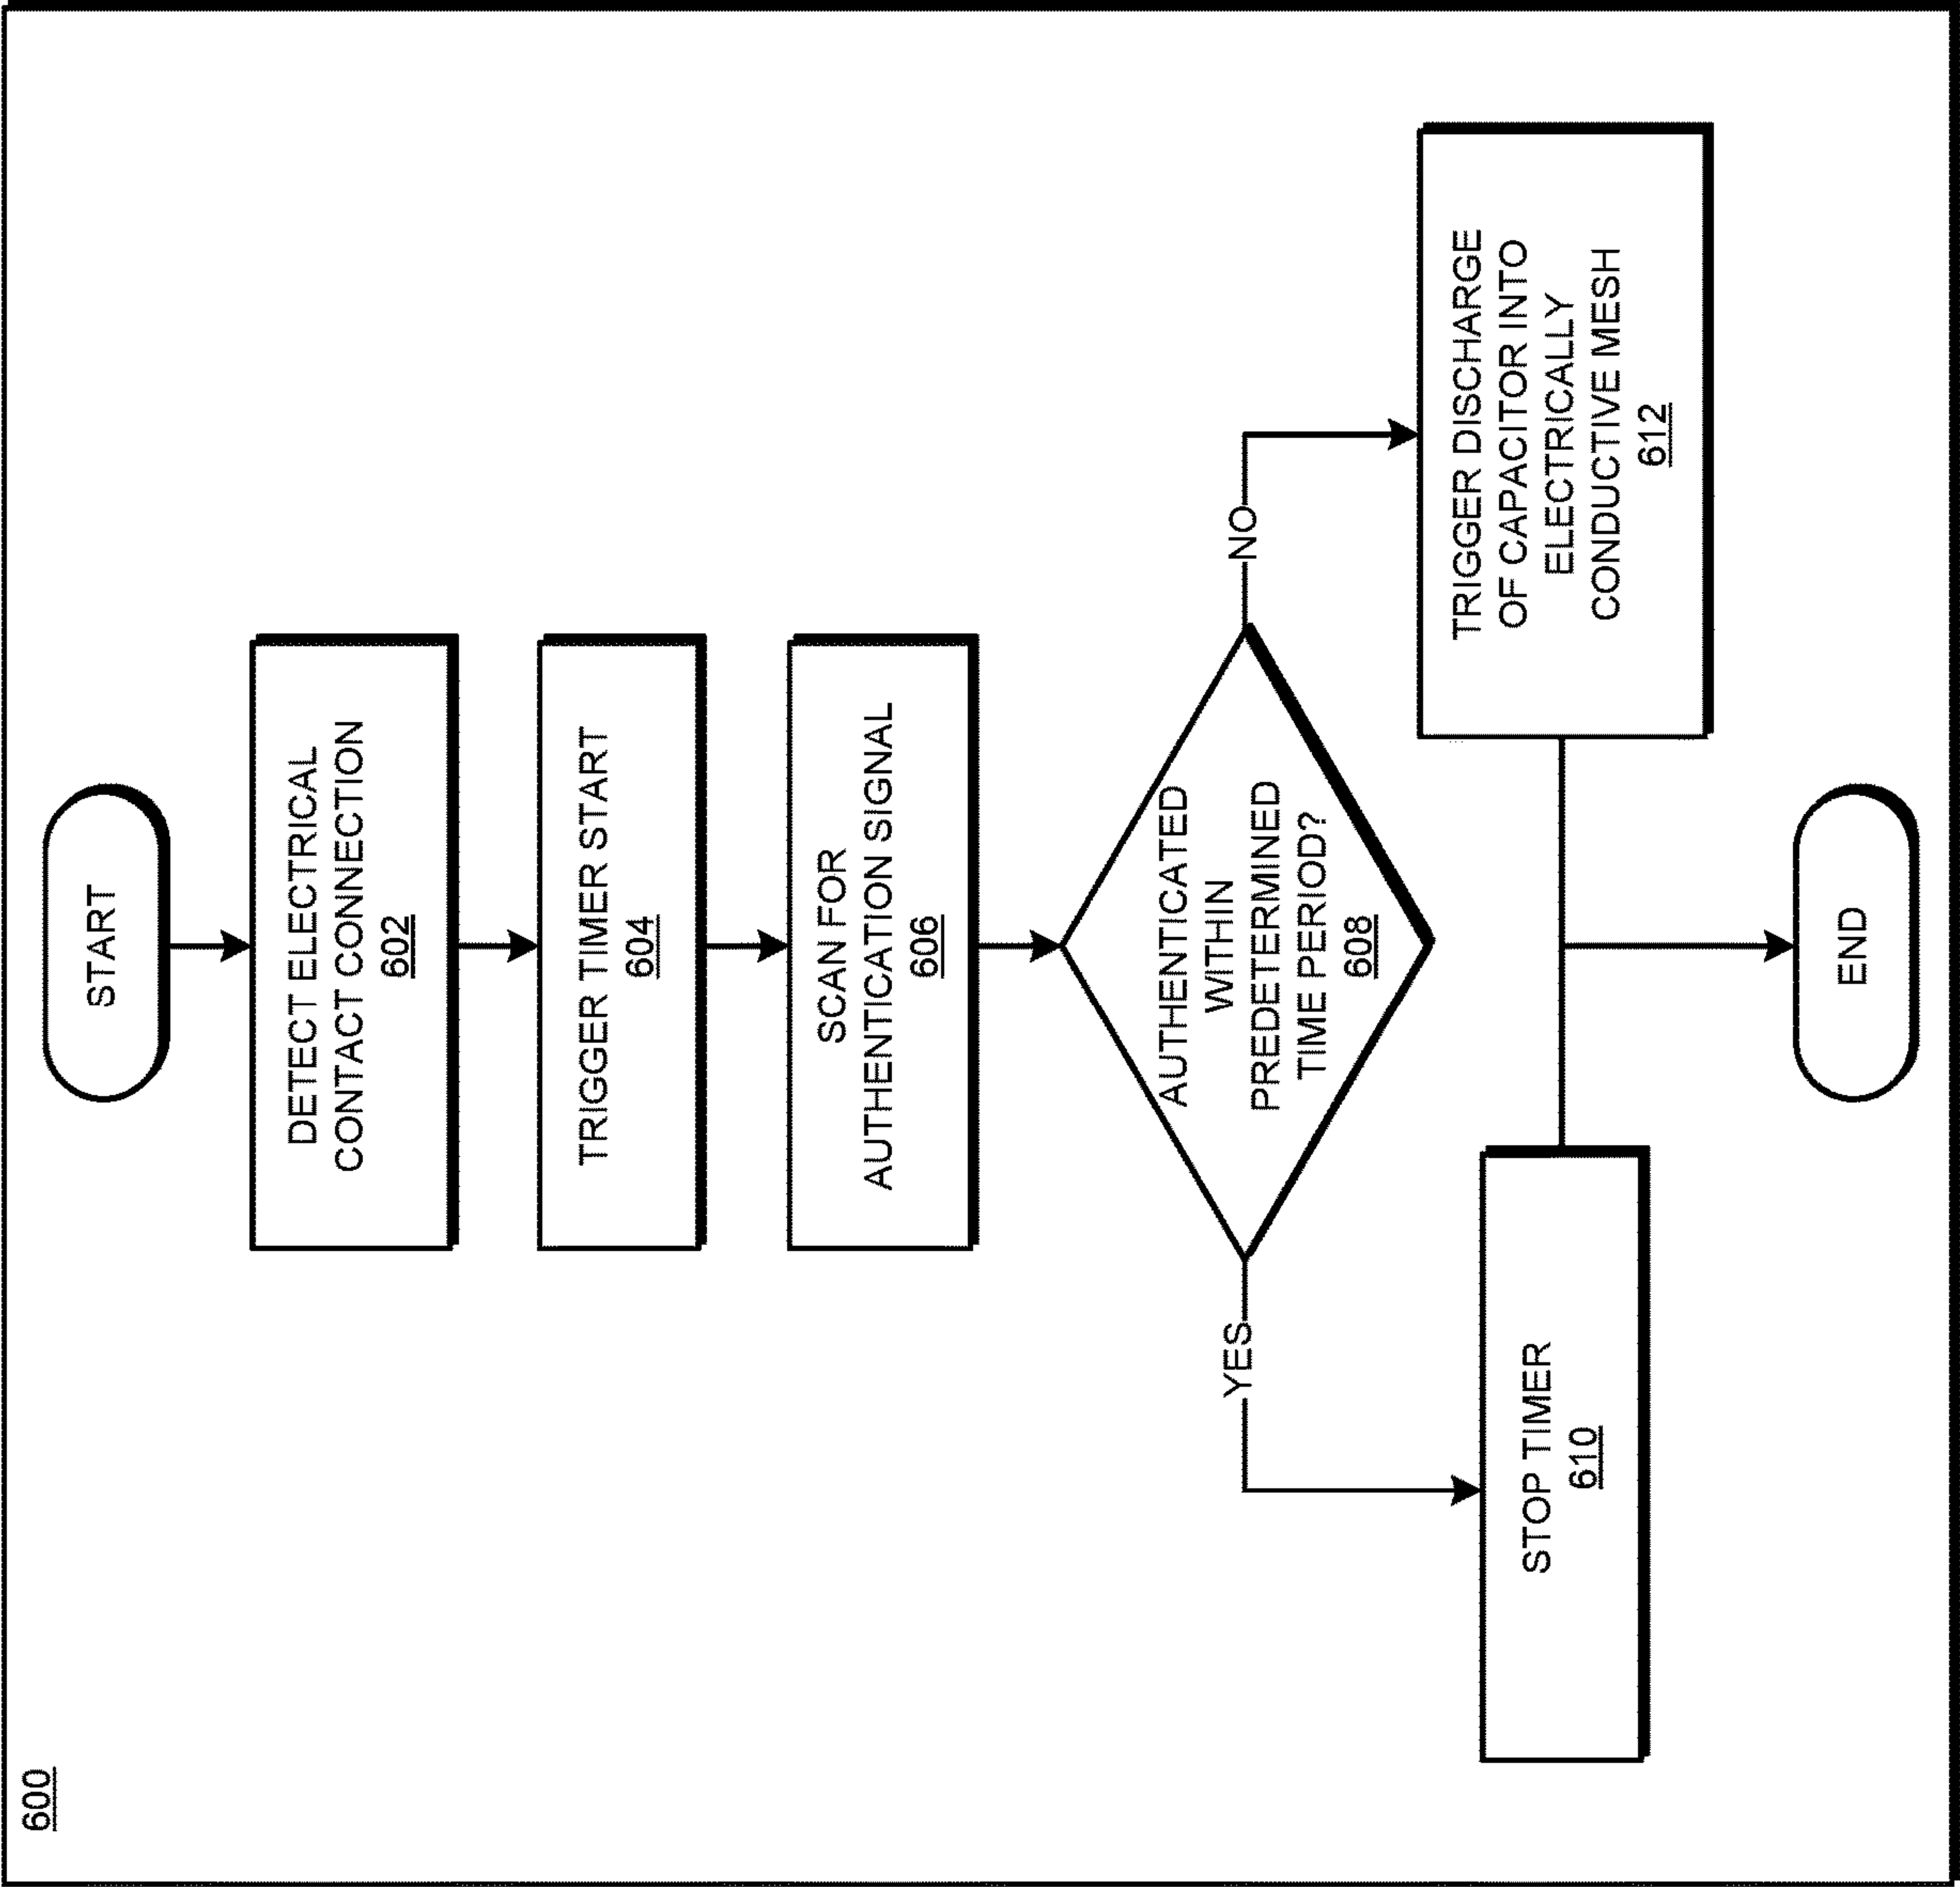 600
START
DETECT ELECTRICAL
CONTACT CONNECTION
602
TRIGGER TIMER START
604
SCAN FOR
AUTHENTICATION SIGNAL
606
AUTHENTICATED
WITHIN
PREDETERMINED
TIME PERIOD?
608
YES
NO
STOP TIMER
610
TRIGGER DISCHARGE
OF CAPACITOR INTO
ELECTRICALLY
CONDUCTIVE MESH
612
END